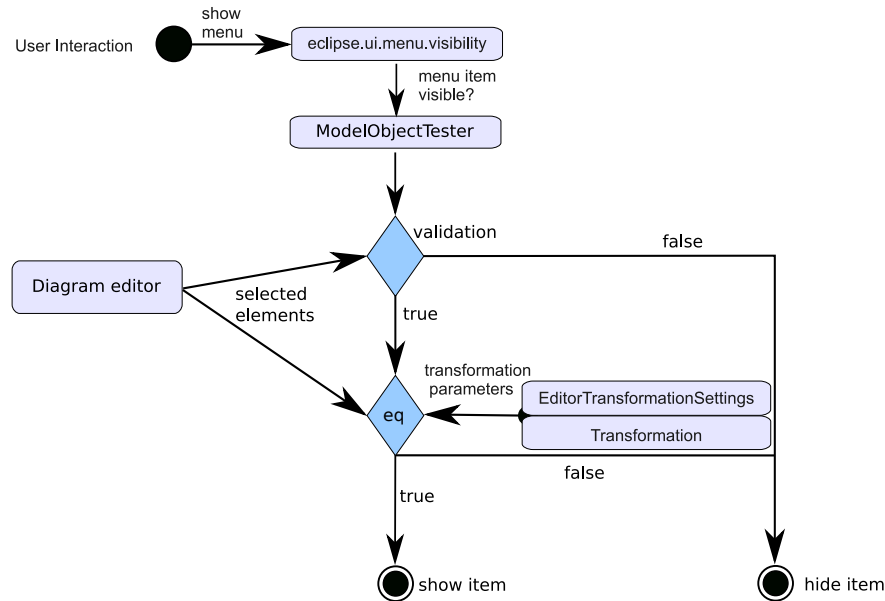 show
menu
User Interaction
eclipse.ui.menu.visibility
menu item
visible?
ModelObjectTester
validation
false
Diagram editor
selected
elements
true
transformation
parameters
EditorTransformationSettings
eq
Transformation
false
true
show item
hide item